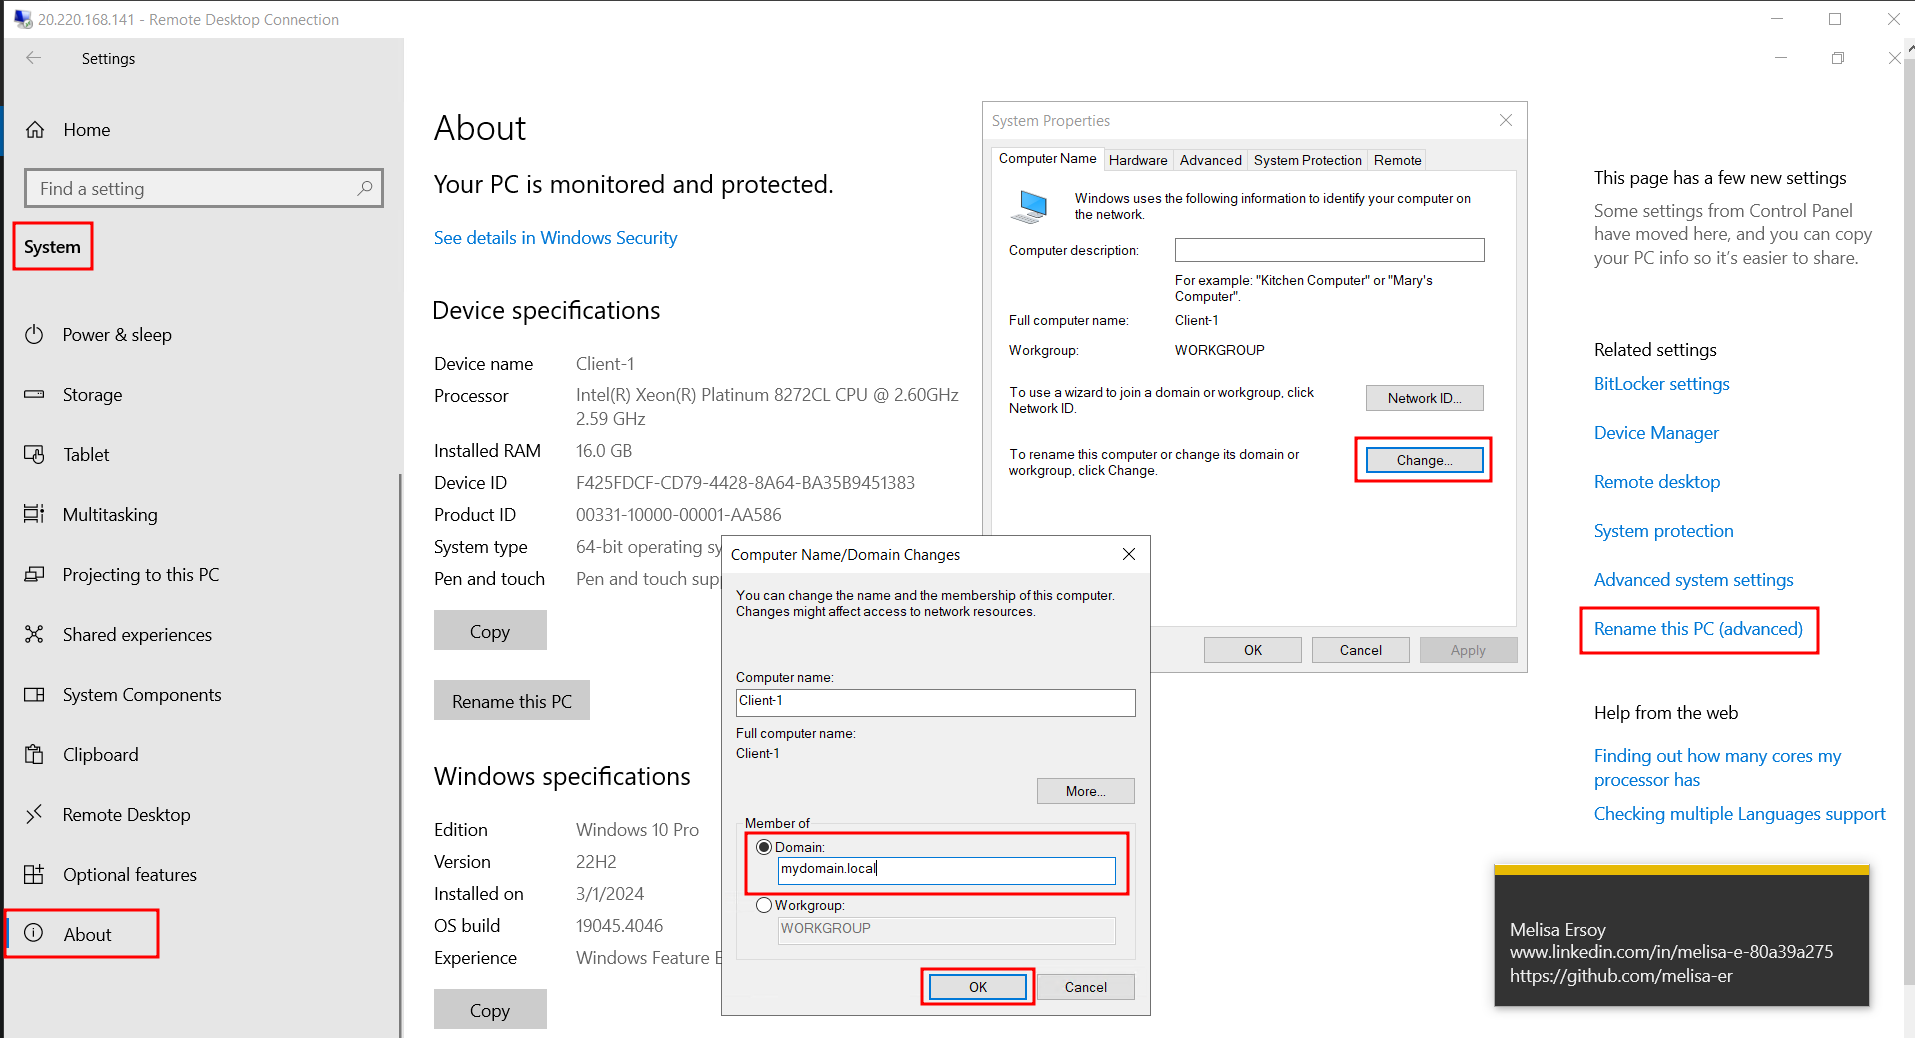 20.220.168.141 - Remote Desktop Connection
Settings
Home
Find a setting
System
Power & sleep
Storage
Tablet
Multitasking
Projecting to this PC
Shared experiences
System Components
Clipboard
Remote Desktop
Optional features
About
About
Your PC is monitored and protected.
See details in Windows Security
Device specifications
Device name Client-1
Processor Intel(R) Xeon(R) Platinum 8272CL CPU @ 2.60GHz
2.59 GHz
Installed RAM 16.0 GB
Device ID F425FDCF-CD79-4428-8A64-BA35B9451383
Product ID 00331-10000-00001-AA586
System type 64-bit operating sy
Pen and touch Pen and touch supp
Copy
Rename this PC
Windows specifications
Edition Windows 10 Pro
Version 22H2
Installed on 3/1/2024
OS build 19045.4046
Experience Windows Feature E
Copy
System Properties
Computer Name Hardware Advanced System Protection Remote
Windows uses the following information to identify your computer on
the network.
Computer description:
For example: "Kitchen Computer" or "Mary's
Computer".
Full computer name: Client-1
Workgroup: WORKGROUP
To use a wizard to join a domain or workgroup, click
Network ID.
Network ID...
To rename this computer or change its domain or
workgroup, click Change.
Change...
OK Cancel Apply
Computer Name/Domain Changes
You can change the name and the membership of this computer.
Changes might affect access to network resources.
Computer name:
Client-1
Full computer name:
Client-1
More...
Member of
Domain:
mydomain.local
Workgroup:
WORKGROUP
OK Cancel
This page has a few new settings
Some settings from Control Panel
have moved here, and you can copy
your PC info so it's easier to share.
Related settings
BitLocker settings
Device Manager
Remote desktop
System protection
Advanced system settings
Rename this PC (advanced)
Help from the web
Finding out how many cores my
processor has
Checking multiple Languages support
Melisa Ersoy
www.linkedin.com/in/melisa-e-80a39a275
https://github.com/melisa-er